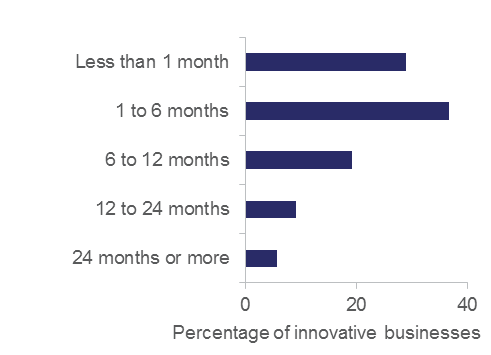 Less than 1 month
1 to 6 months
6 to 12 months
12 to 24 months
24 months or more
0 20 40
Percentage of innovative businesses